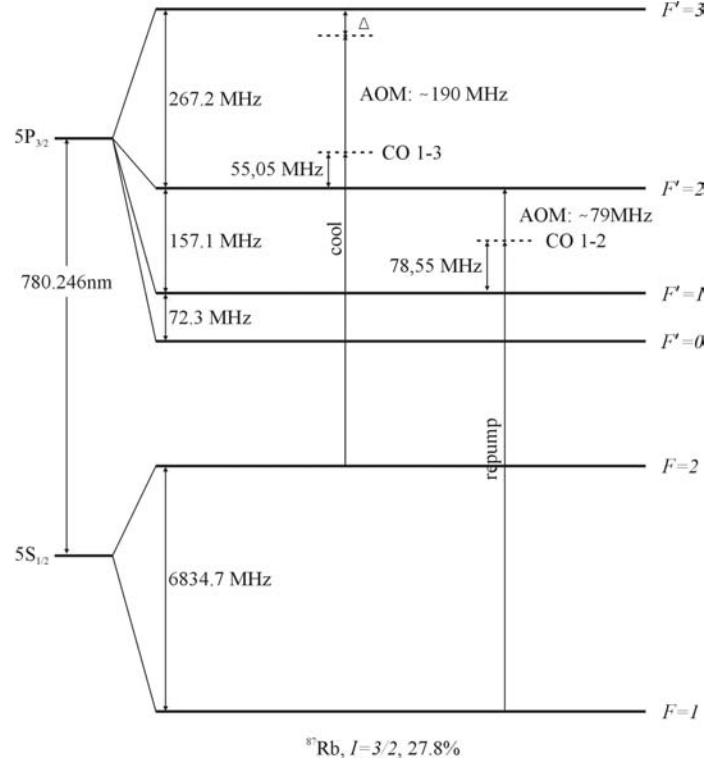 F'=3
Δ
AOM: ~190 MHz
267.2 MHz
5P3/2
CO 1-3
55,05 MHz
F'=2
AOM: ~79MHz
cool
157.1 MHz
CO 1-2
78,55 MHz
780.246nm
F'=1
72.3 MHz
F'=0
repump
F=2
5S1/2
6834.7 MHz
F=1
87Rb, I=3/2, 27.8%